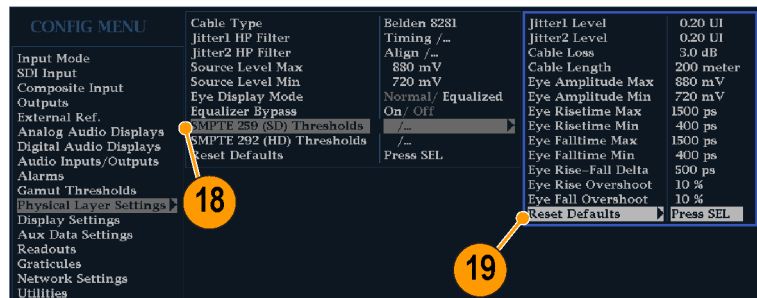 CONFIG MENU
Input Mode
SDI Input
Composite Input
Outputs
External Ref.
Analog Audio Displays
Digital Audio Displays
Audio Inputs/Outputs
Alarms
Gamut Thresholds
Physical Layer Settings
Display Settings
Aux Data Settings
Readouts
Graticules
Network Settings
Utilities
Cable Type Belden 8281
Jitter1 HP Filter Timing /...
Jitter2 HP Filter Align /...
Source Level Max 880 mV
Source Level Min 720 mV
Eye Display Mode Normal/ Equalized
Equalizer Bypass On/ Off
SMPTE 259 (SD) Thresholds /...
SMPTE 292 (HD) Thresholds /...
Reset Defaults Press SEL
Jitter1 Level 0.20 UI
Jitter2 Level 0.20 UI
Cable Loss 3.0 dB
Cable Length 200 meter
Eye Amplitude Max 880 mV
Eye Amplitude Min 720 mV
Eye Risetime Max 1500 ps
Eye Risetime Min 400 ps
Eye Falltime Max 1500 ps
Eye Falltime Min 400 ps
Eye Rise-Fall Delta 500 ps
Eye Rise Overshoot 10 %
Eye Fall Overshoot 10 %
Reset Defaults Press SEL
18
19